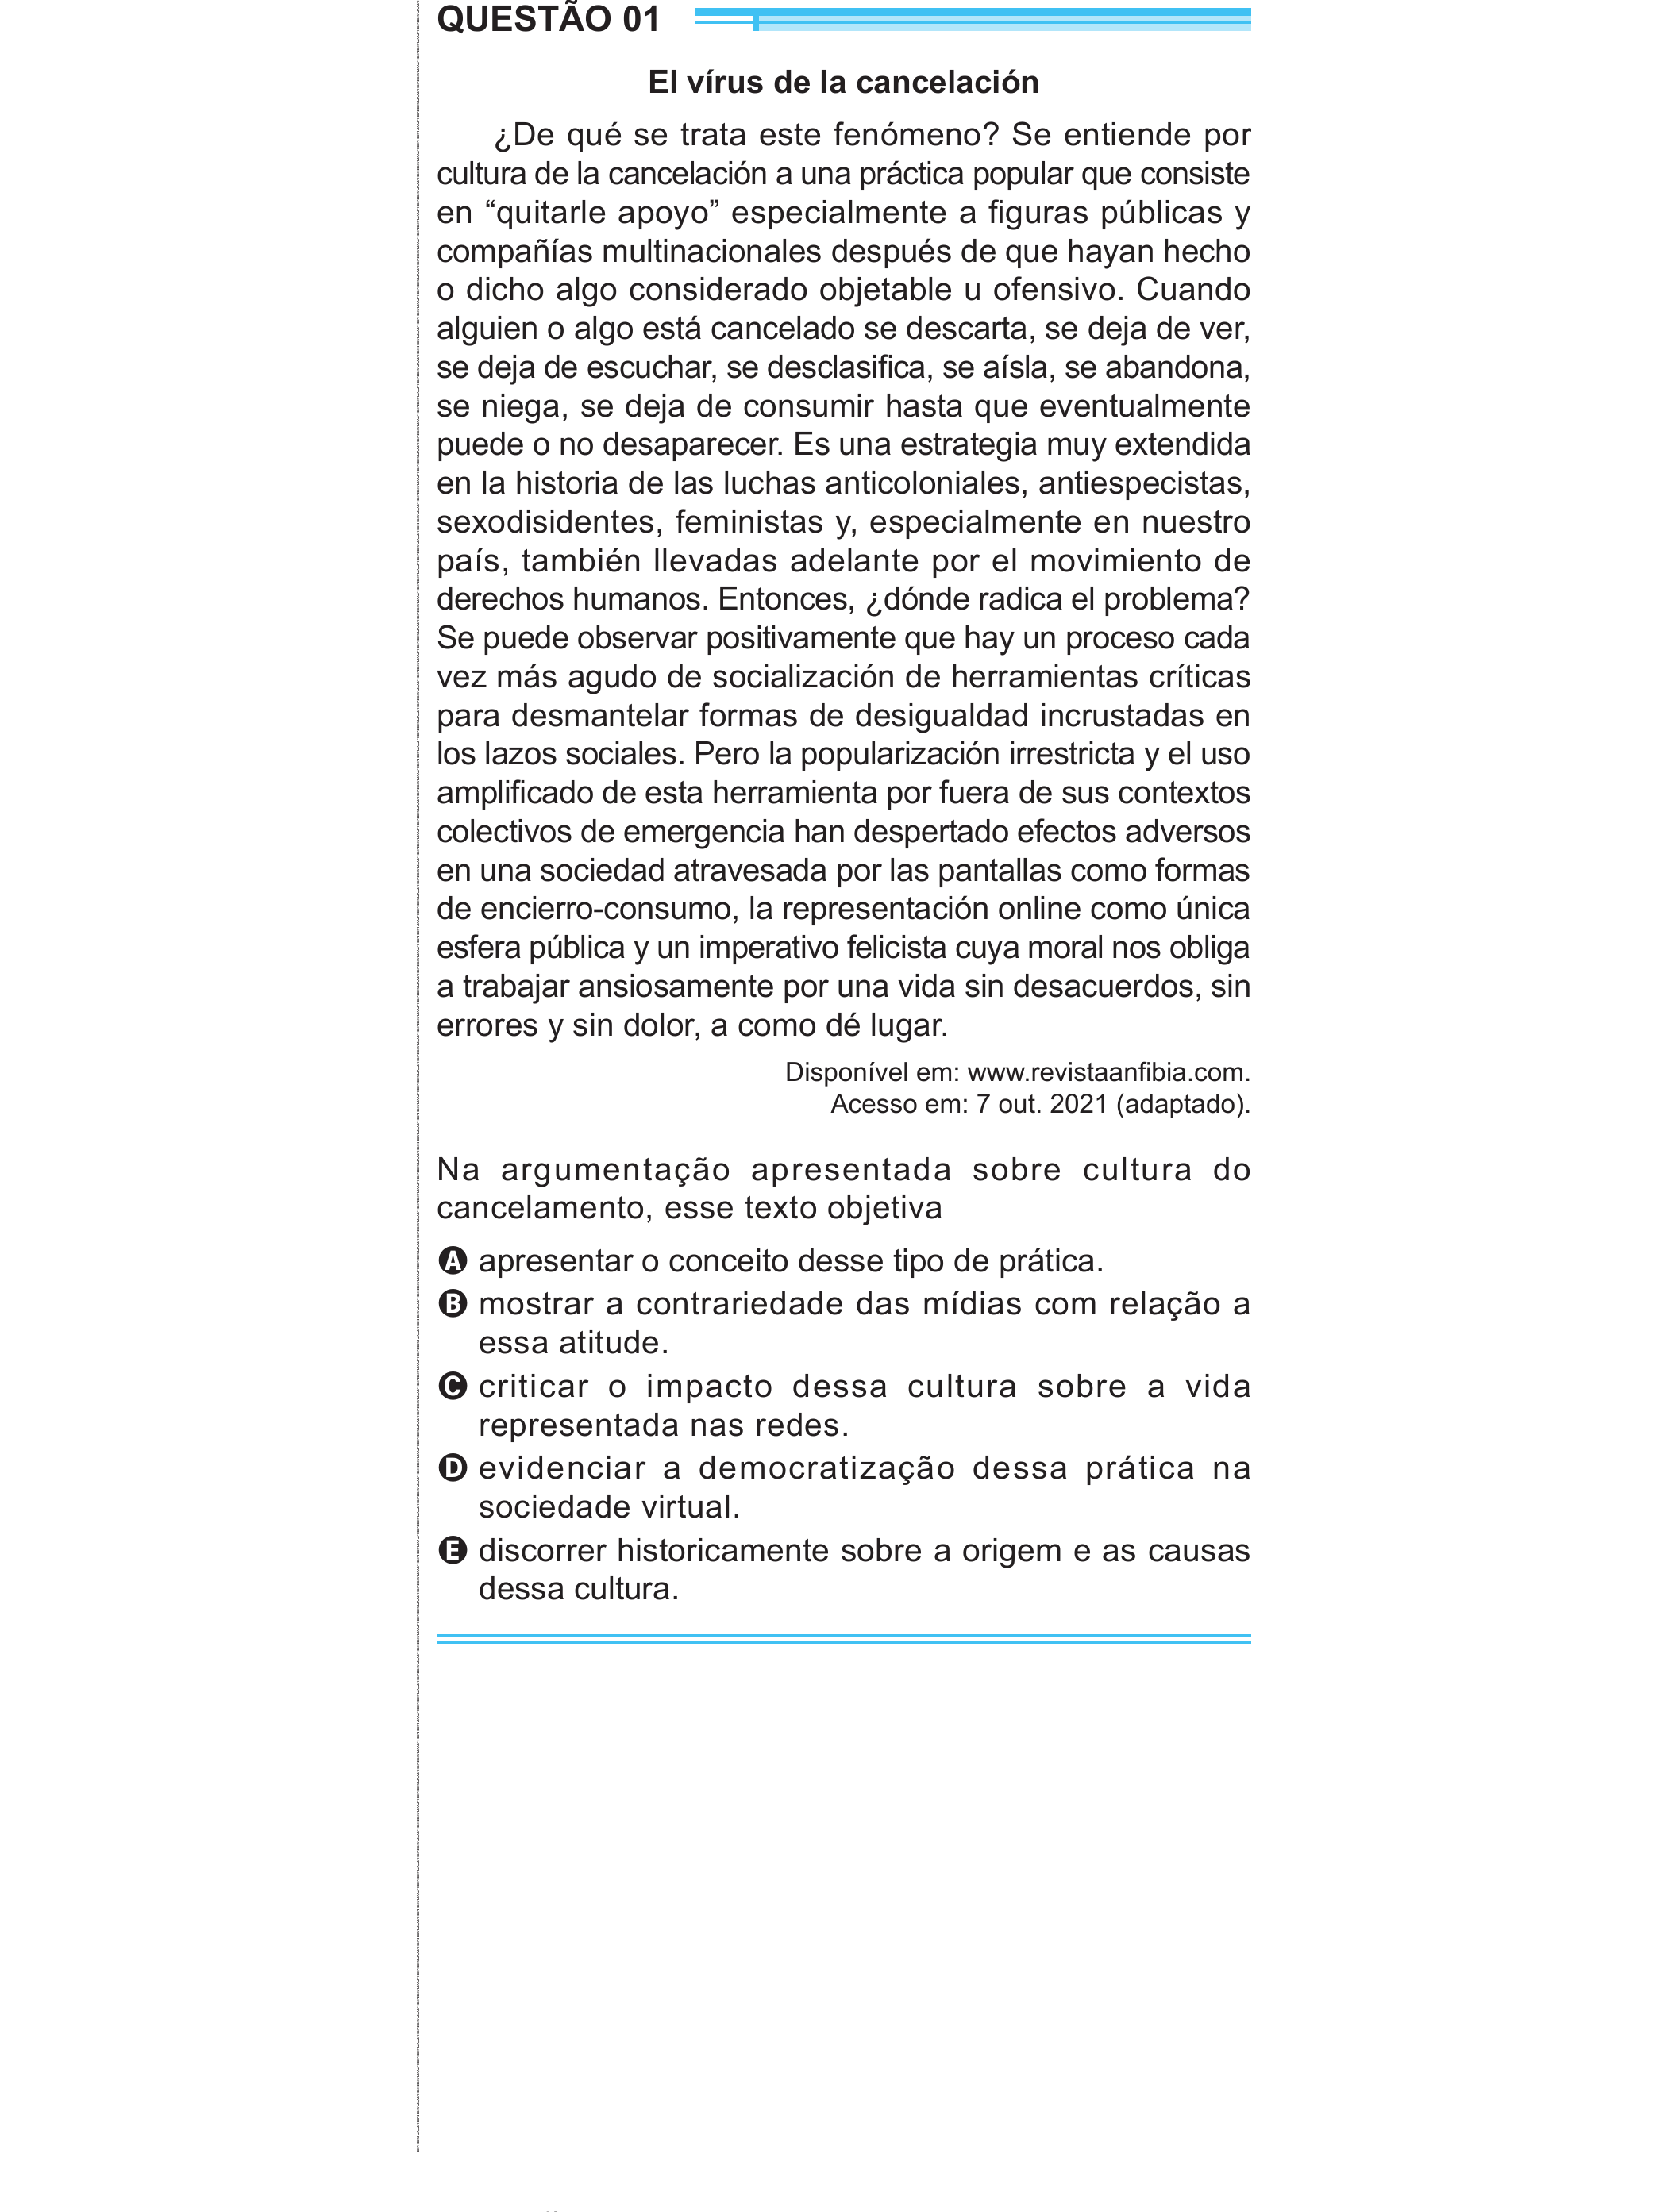 QUESTÃO 01
El vírus de la cancelación
¿De qué se trata este fenómeno? Se entiende por
cultura de la cancelación a una práctica popular que consiste
en “quitarle apoyo” especialmente a figuras públicas y
compañías multinacionales después de que hayan hecho
o dicho algo considerado objetable u ofensivo. Cuando
alguien o algo está cancelado se descarta, se deja de ver,
se deja de escuchar, se desclasifica, se aísla, se abandona,
se niega, se deja de consumir hasta que eventualmente
puede o no desaparecer. Es una estrategia muy extendida
en la historia de las luchas anticoloniales, antiespecistas,
sexodisidentes, feministas y, especialmente en nuestro
país, también llevadas adelante por el movimiento de
derechos humanos. Entonces, ¿dónde radica el problema?
Se puede observar positivamente que hay un proceso cada
vez más agudo de socialización de herramientas críticas
para desmantelar formas de desigualdad incrustadas en
los lazos sociales. Pero la popularización irrestricta y el uso
amplificado de esta herramienta por fuera de sus contextos
colectivos de emergencia han despertado efectos adversos
en una sociedad atravesada por las pantallas como formas
de encierro-consumo, la representación online como única
esfera pública y un imperativo felicista cuya moral nos obliga
a trabajar ansiosamente por una vida sin desacuerdos, sin
errores y sin dolor, a como dé lugar.
Disponível em: www.revistaanfibia.com.
Acesso em: 7 out. 2021 (adaptado).
Na argumentação apresentada sobre cultura do
cancelamento, esse texto objetiva
A apresentar o conceito desse tipo de prática.
B mostrar a contrariedade das mídias com relação a
essa atitude.
C criticar o impacto dessa cultura sobre a vida
representada nas redes.
D evidenciar a democratização dessa prática na
sociedade virtual.
E discorrer historicamente sobre a origem e as causas
dessa cultura.